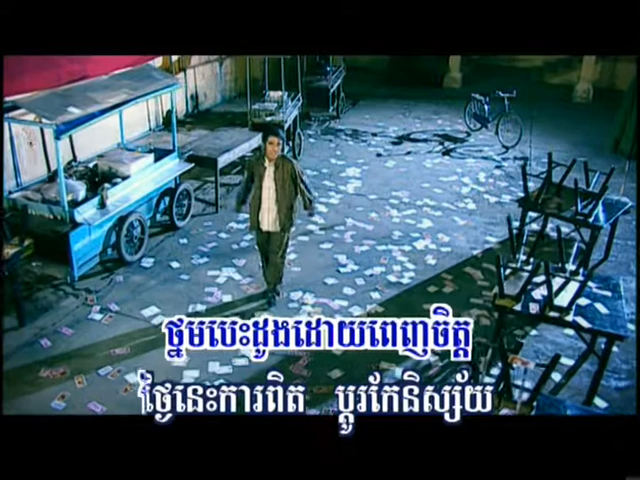 ថ្នមបេះដូងដោយពេញចិត្ត
ថ្ងៃនេះការពិត ប្តូរកែនិស្ស័យ